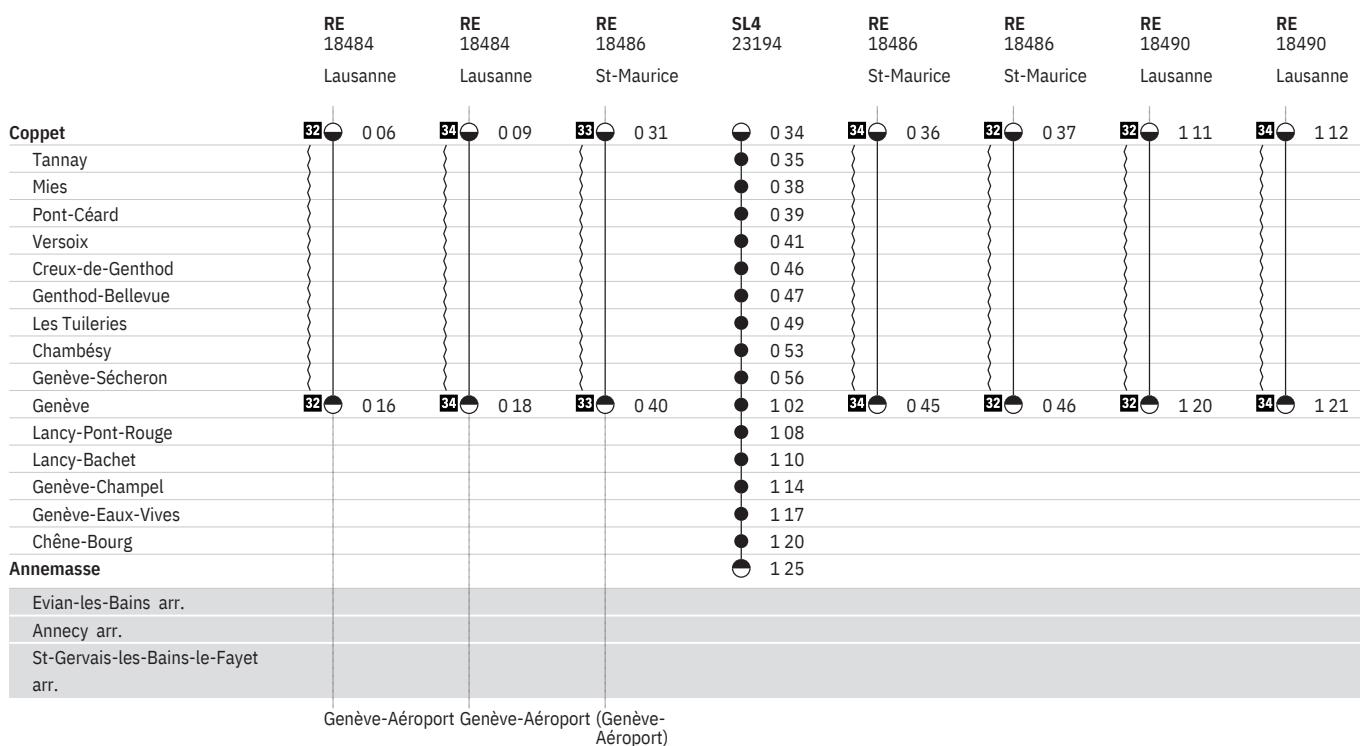 RE RE RE SL4 RE RE RE RE
18484 18484 18486 23194 18486 18486 18490 18490
Lausanne Lausanne St-Maurice St-Maurice St-Maurice Lausanne Lausanne
Coppet 32 0 06 34 0 09 33 0 31 0 34 34 0 36 32 0 37 32 1 11 34 1 12
Tannay 0 35
Mies 0 38
Pont-Céard 0 39
Versoix 0 41
Creux-de-Genthod 0 46
Genthod-Bellevue 0 47
Les Tuileries 0 49
Chambésy 0 53
Genève-Sécheron 0 56
Genève 32 0 16 34 0 18 33 0 40 1 02 34 0 45 32 0 46 32 1 20 34 1 21
Lancy-Pont-Rouge 1 08
Lancy-Bachet 1 10
Genève-Champel 1 14
Genève-Eaux-Vives 1 17
Chêne-Bourg 1 20
Annemasse 1 25
Evian-les-Bains arr.
Annecy arr.
St-Gervais-les-Bains-le-Fayet
arr.
Genève-Aéroport Genève-Aéroport (Genève-
Aéroport)